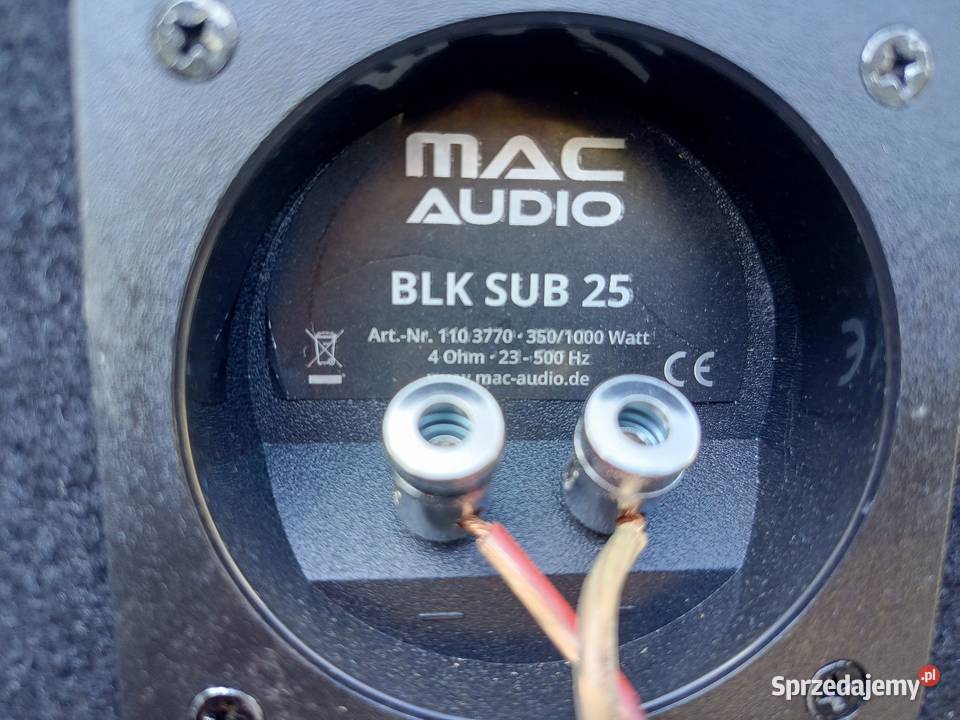 MAC
AUDIO
BLK SUB 25
Art.-Nr. 110 3770 · 350/1000 Watt
4 Ohm · 23 - 500 Hz
www.mac-audio.de
CE
Sprzedajemy.pl